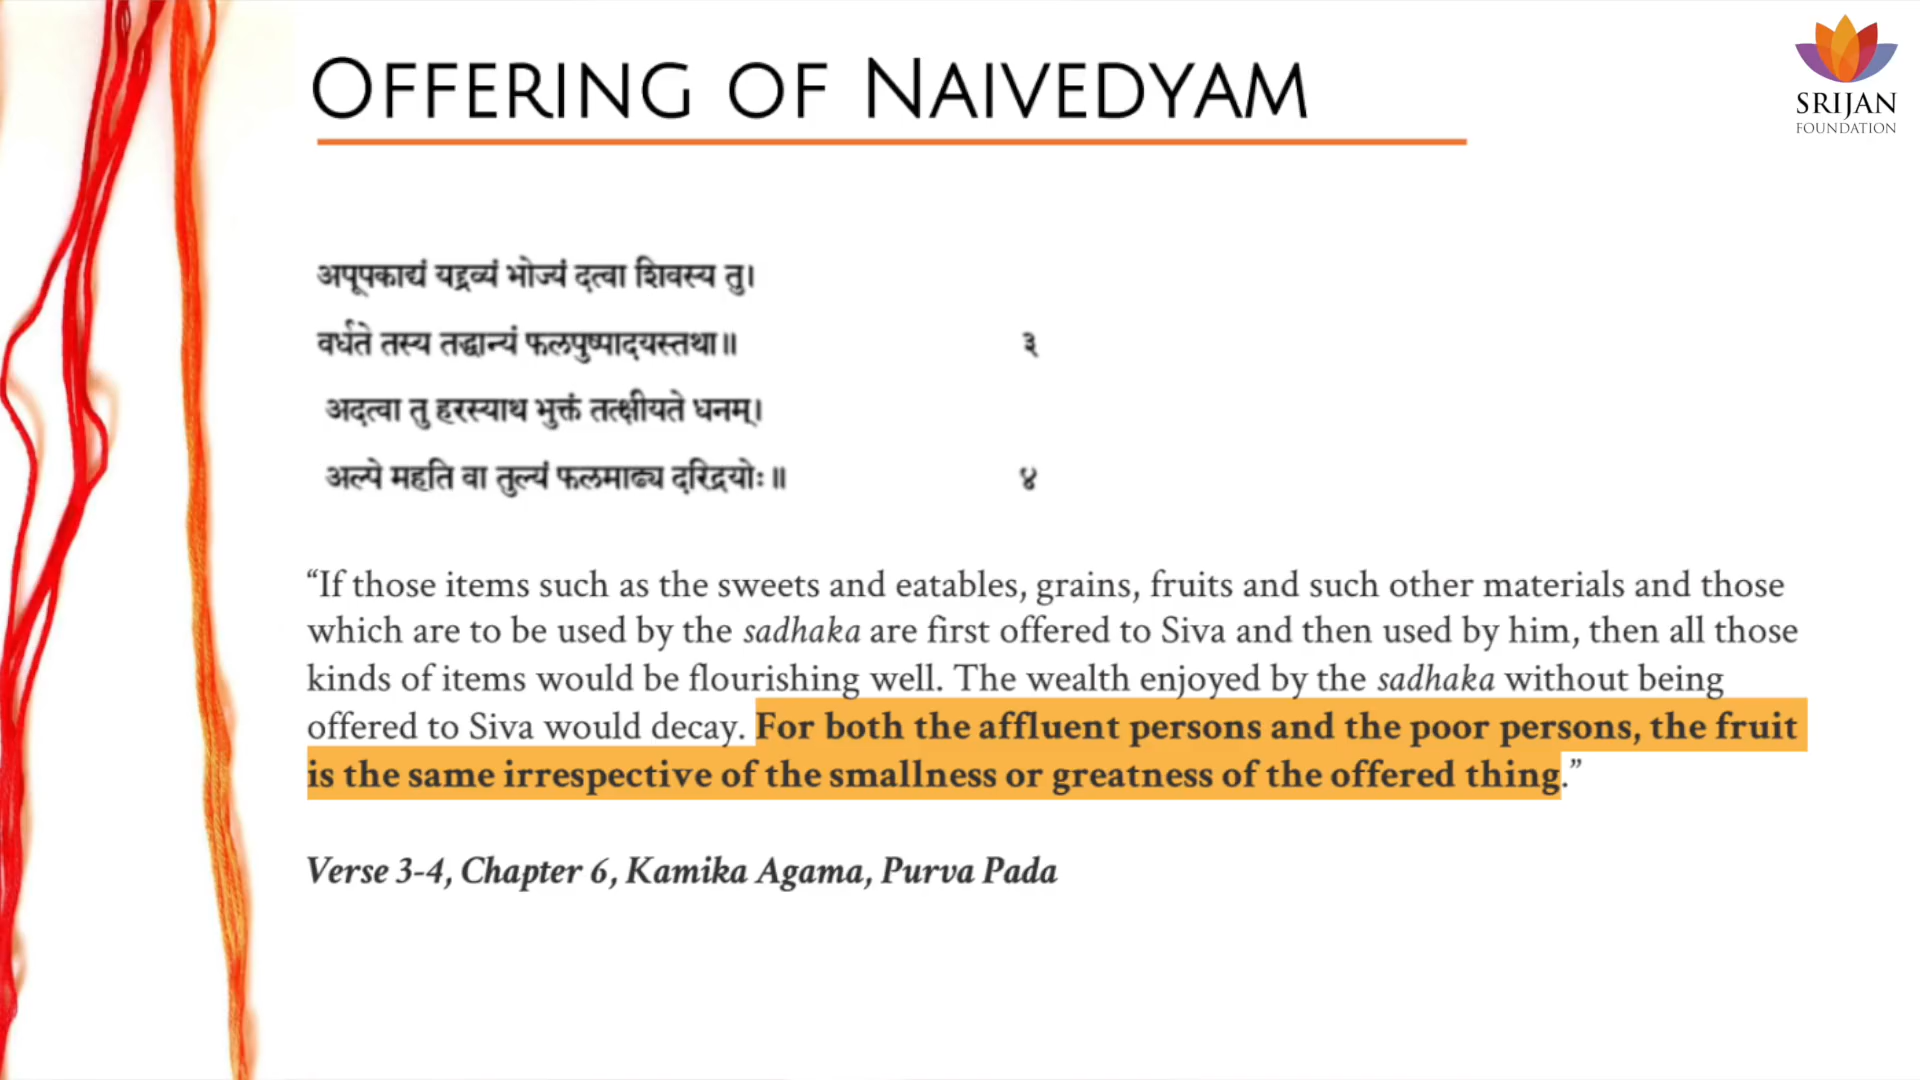 OFFERING OF NAIVEDYAM
SRIJAN
FOUNDATION
अपूपकाद्यं यद्द्रव्यं भोज्यं दत्वा शिवस्य तु।
वर्धते तस्य तद्धान्यं फलपुष्पादयस्तथा॥ ३
अदत्वा तु हरस्याथ भुक्तं तत्क्षीयते धनम्।
अल्पे महति वा तुल्यं फलमाढ्य दरिद्रयोः॥ ४
“If those items such as the sweets and eatables, grains, fruits and such other materials and those
which are to be used by the sadhaka are first offered to Siva and then used by him, then all those
kinds of items would be flourishing well. The wealth enjoyed by the sadhaka without being
offered to Siva would decay. For both the affluent persons and the poor persons, the fruit
is the same irrespective of the smallness or greatness of the offered thing.”
Verse 3-4, Chapter 6, Kamika Agama, Purva Pada